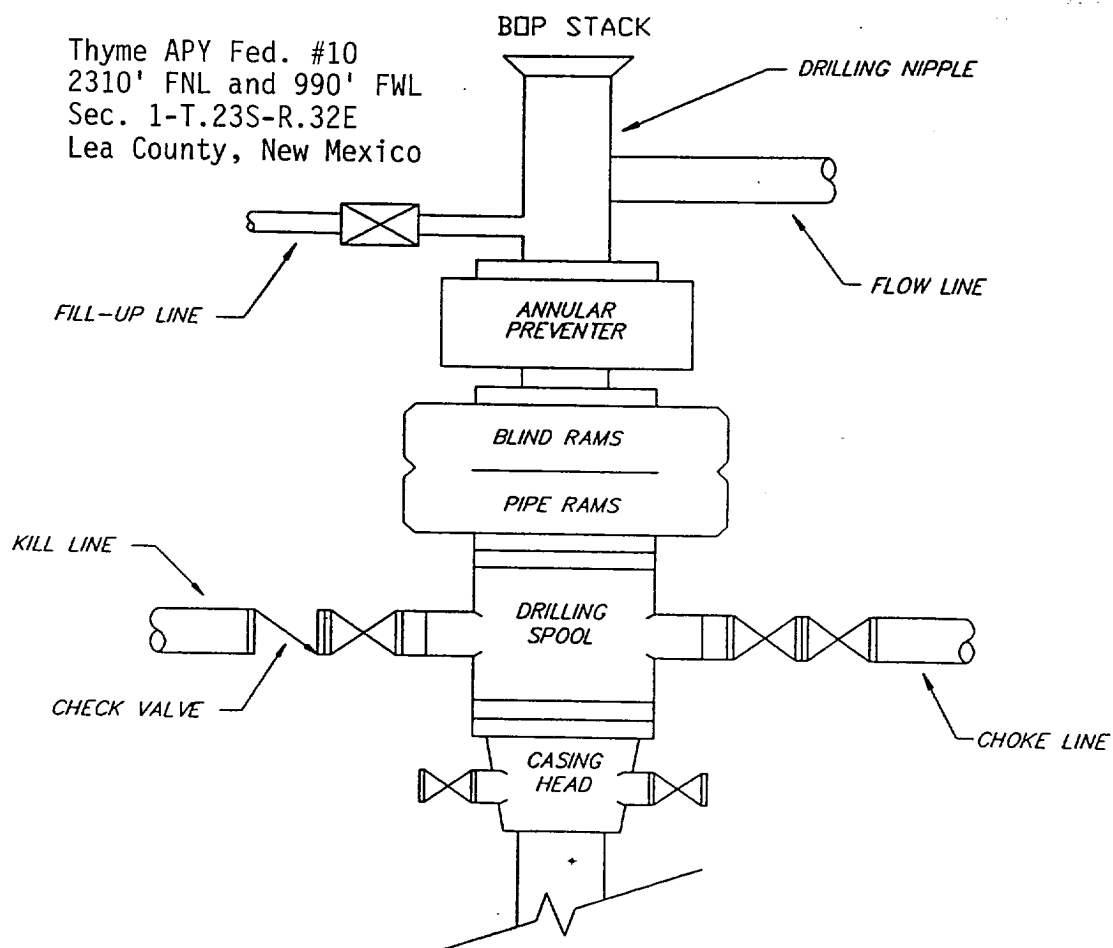 BOP STACK
Thyme APY Fed. #10
2310' FNL and 990' FWL
Sec. 1-T.23S-R.32E
Lea County, New Mexico
DRILLING NIPPLE
FILL-UP LINE
FLOW LINE
ANNULAR
PREVENTER
BLIND RAMS
PIPE RAMS
KILL LINE
DRILLING
SPOOL
CHECK VALVE
CHOKE LINE
CASING
HEAD